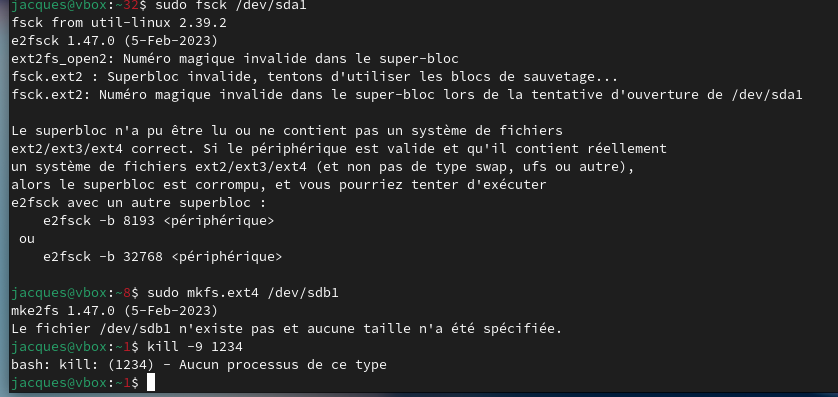 jacques@vbox:~32$ sudo fsck /dev/sda1
fsck from util-linux 2.39.2
e2fsck 1.47.0 (5-Feb-2023)
ext2fs_open2: Numéro magique invalide dans le super-bloc
fsck.ext2 : Superbloc invalide, tentons d'utiliser les blocs de sauvetage...
fsck.ext2: Numéro magique invalide dans le super-bloc lors de la tentative d'ouverture de /dev/sda1
Le superbloc n'a pu être lu ou ne contient pas un système de fichiers
ext2/ext3/ext4 correct. Si le périphérique est valide et qu'il contient réellement
un système de fichiers ext2/ext3/ext4 (et non pas de type swap, ufs ou autre),
alors le superbloc est corrompu, et vous pourriez tenter d'exécuter
e2fsck avec un autre superbloc :
    e2fsck -b 8193 <périphérique>
 ou
    e2fsck -b 32768 <périphérique>
jacques@vbox:~8$ sudo mkfs.ext4 /dev/sdb1
mke2fs 1.47.0 (5-Feb-2023)
Le fichier /dev/sdb1 n'existe pas et aucune taille n'a été spécifiée.
jacques@vbox:~1$ kill -9 1234
bash: kill: (1234) - Aucun processus de ce type
jacques@vbox:~1$